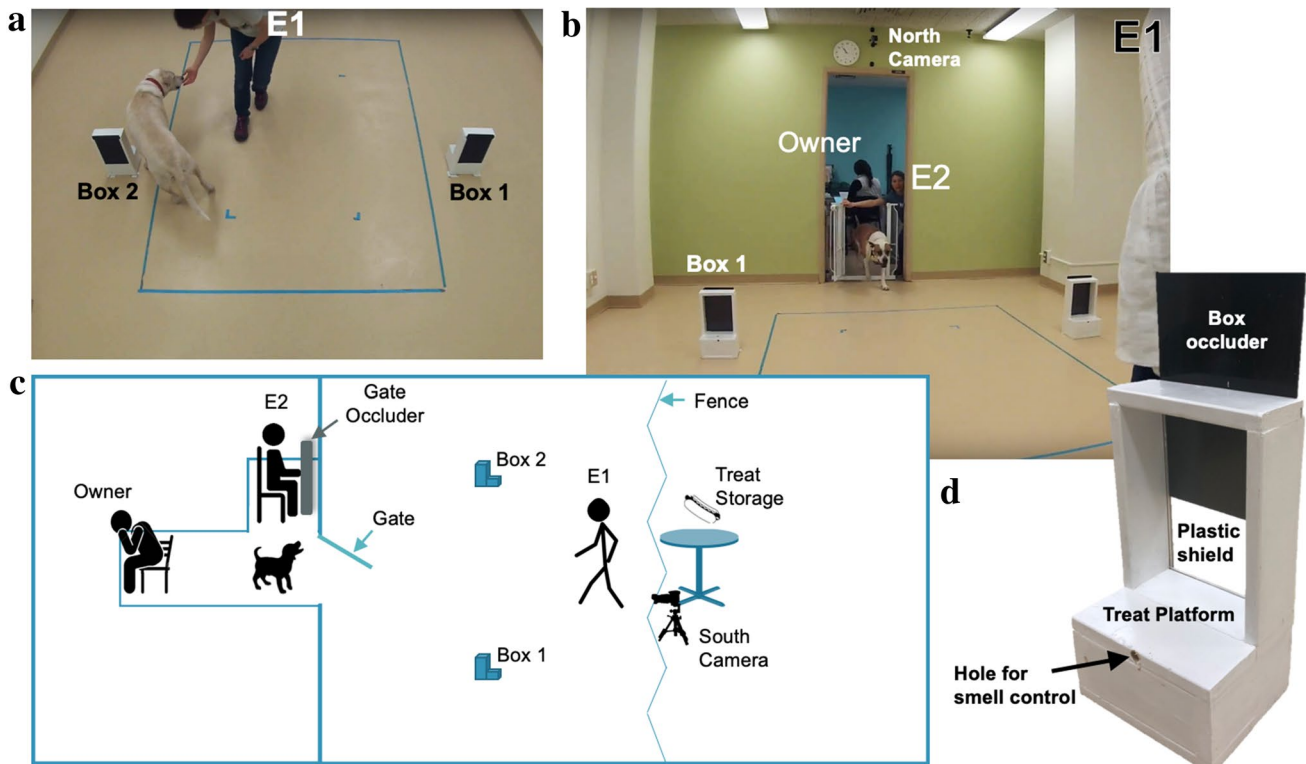 a
E1
Box 2
Box 1
b
North
Camera
E1
Owner
E2
Box 1
c
E2
Gate
Occluder
Fence
Box 2
Owner
E1
Treat
Storage
Gate
Box 1
South
Camera
d
Box
occluder
Plastic
shield
Treat Platform
Hole for
smell control